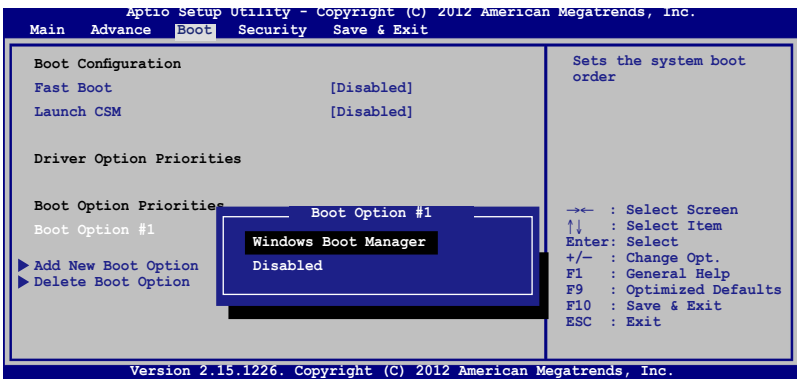 Aptio Setup Utility - Copyright (C) 2012 American Megatrends, Inc.
Main Advance Boot Security Save & Exit
Boot Configuration
Fast Boot [Disabled]
Launch CSM [Disabled]
Driver Option Priorities
Boot Option Priorities
Boot Option #1
Add New Boot Option
Delete Boot Option
Boot Option #1
Windows Boot Manager
Disabled
Sets the system boot
order
→← : Select Screen
↑↓ : Select Item
Enter: Select
+/— : Change Opt.
F1 : General Help
F9 : Optimized Defaults
F10 : Save & Exit
ESC : Exit
Version 2.15.1226. Copyright (C) 2012 American Megatrends, Inc.